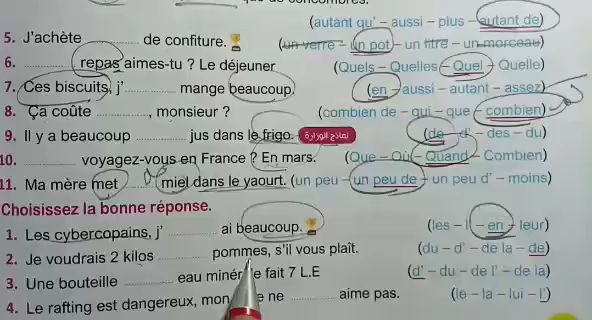 (autant qu' – aussi – plus – autant de)
5. J'achète ............ de confiture. (un verre – un pot – un litre – un morceau)
6. ............ repas aimes-tu ? Le déjeuner (Quels – Quelles – Quel – Quelle)
7. Ces biscuits, j' ............ mange beaucoup. (en – aussi – autant – assez)
8. Ça coûte ............, monsieur ? (combien de – qui – que – combien)
9. Il y a beaucoup ............ jus dans le frigo. نماذج الوزارة (de – d' – des – du)
10. ............ voyagez-vous en France ? En mars. (Que – Où – Quand – Combien)
11. Ma mère met ............ miel dans le yaourt. (un peu – un peu de – un peu d' – moins)
Choisissez la bonne réponse.
1. Les cybercopains, j' ............ ai beaucoup. (les – l' – en – leur)
2. Je voudrais 2 kilos ............ pommes, s'il vous plaît. (du – d' – de la – de)
3. Une bouteille ............ eau minér le fait 7 L.E (d' – du – de l' – de la)
4. Le rafting est dangereux, mon e ne ............ aime pas. (le – la – lui – l')